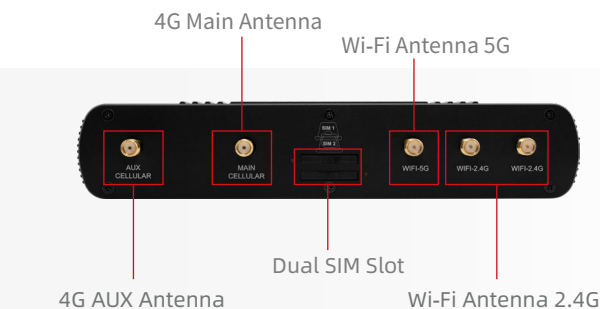 4G Main Antenna
Wi-Fi Antenna 5G
SIM 1
SIM 2
AUX
CELLULAR
MAIN
CELLULAR
WIFI-5G
WIFI-2.4G
WIFI-2.4G
Dual SIM Slot
4G AUX Antenna
Wi-Fi Antenna 2.4G